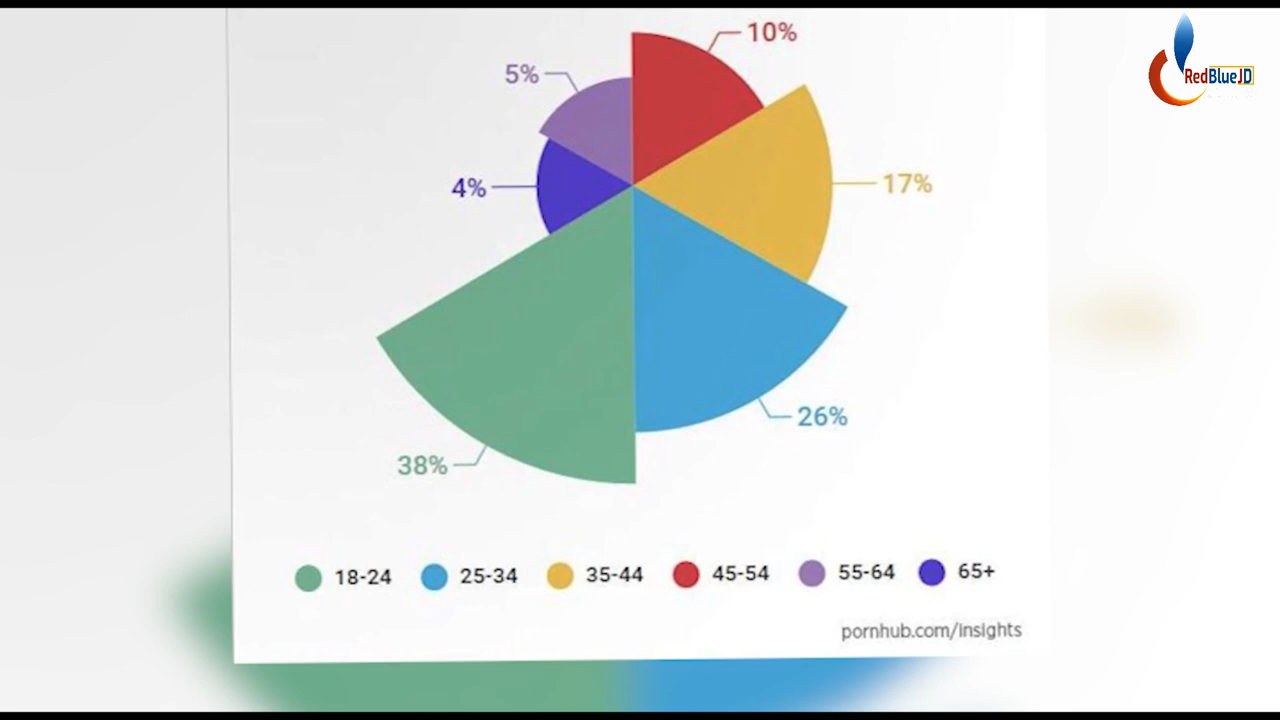 RedBlueJD
10%
5%
4%
17%
26%
38%
18-24 25-34 35-44 45-54 55-64 65+
pornhub.com/insights